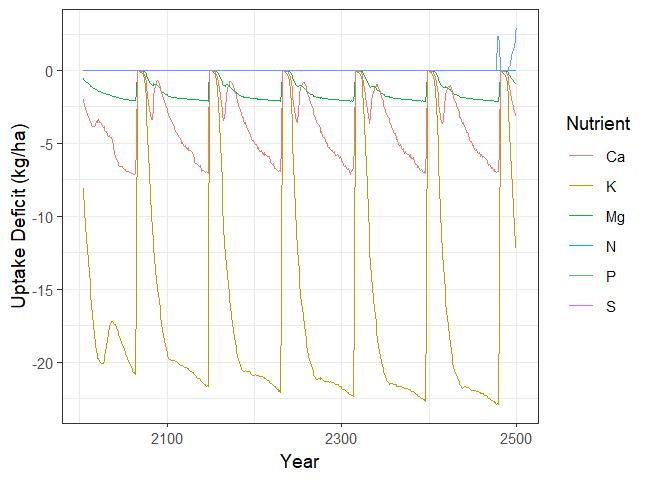 Uptake Deficit (kg/ha)
0
-5
-10
-15
-20
2100
2300
2500
Year
Nutrient
Ca
K
Mg
N
P
S